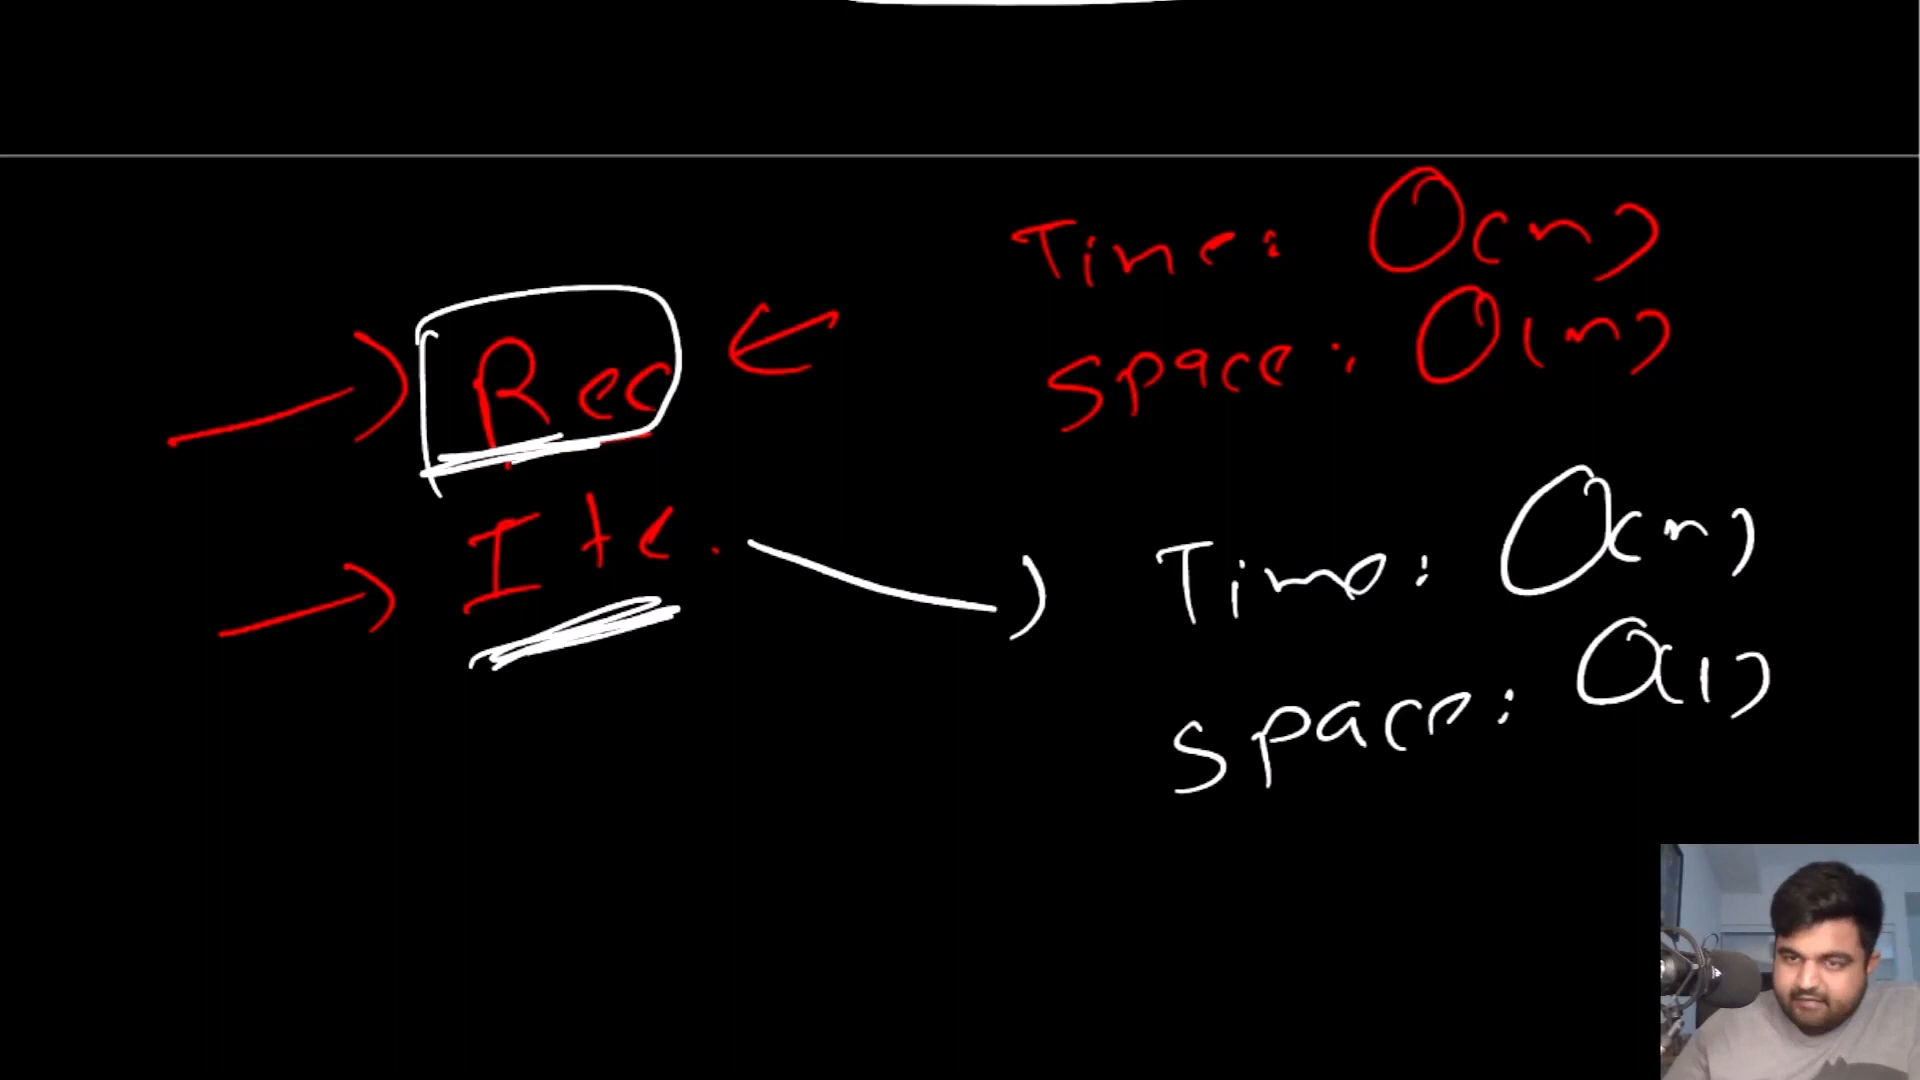 Time: O(n)
Space: O(n)
Rec
Ite.
Time: O(n)
Space: O(1)